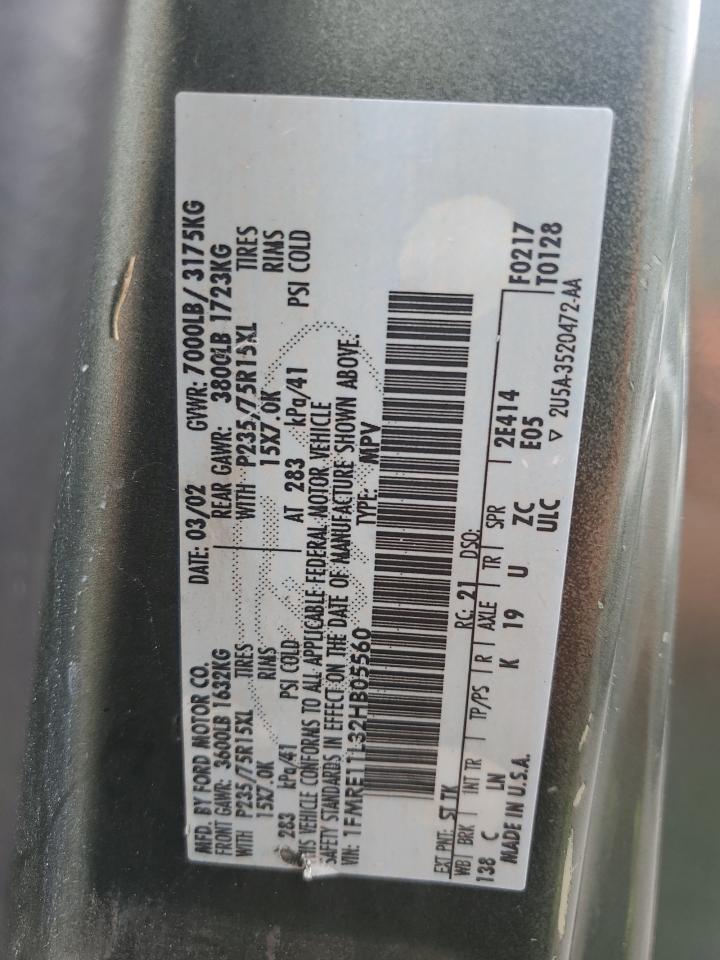 MFD. BY FORD MOTOR CO.
DATE: 03/02 GVWR: 7000LB/ 3175KG
FRONT GAWR: 3600LB 1632KG REAR GAWR: 3800LB 1723KG
WITH P235/75R15XL TIRES WITH P235/75R15XL TIRES
15X7.0K RIMS 15X7.0K RIMS
AT 283 kPa/41 PSI COLD AT 283 kPa/41 PSI COLD
THIS VEHICLE CONFORMS TO ALL APPLICABLE FEDERAL MOTOR VEHICLE
SAFETY STANDARDS IN EFFECT ON THE DATE OF MANUFACTURE SHOWN ABOVE.
VIN: 1FMRE11L32HB05560 TYPE: MPV
EXT PNT: ST TK RC: 21 DSO: F0217
WB BRK INT TR TP/PS R AXLE TR SPR 2E414 T0128
138 C LN K 19 U ZC E05
MADE IN U.S.A. ULC 2U5A-3520472-AA